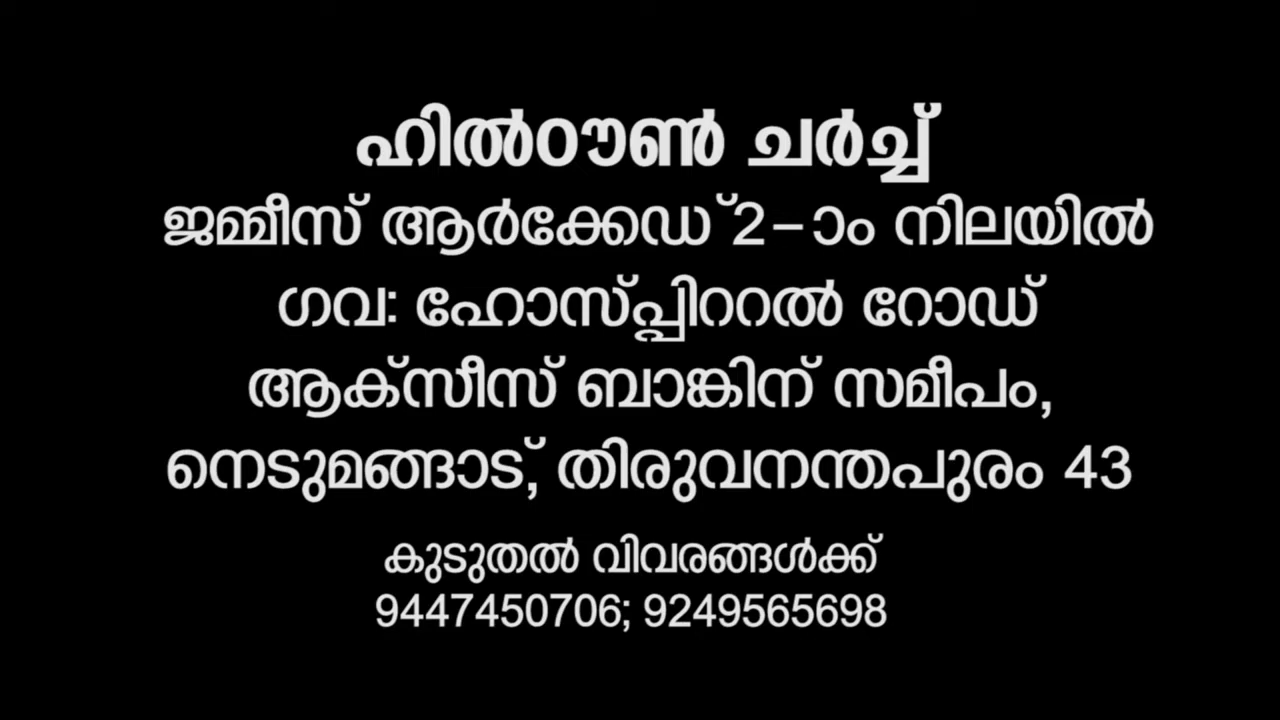 ഹിൽഠൗൺ ചർച്ച്
ജമ്മീസ് ആർക്കേഡ് 2-ാം നിലയിൽ
ഗവ: ഹോസ്പ്പിററൽ റോഡ്
ആക്സീസ് ബാങ്കിന് സമീപം,
നെടുമങ്ങാട്, തിരുവനന്തപുരം 43
കുടുതൽ വിവരങ്ങൾക്ക്
9447450706; 9249565698